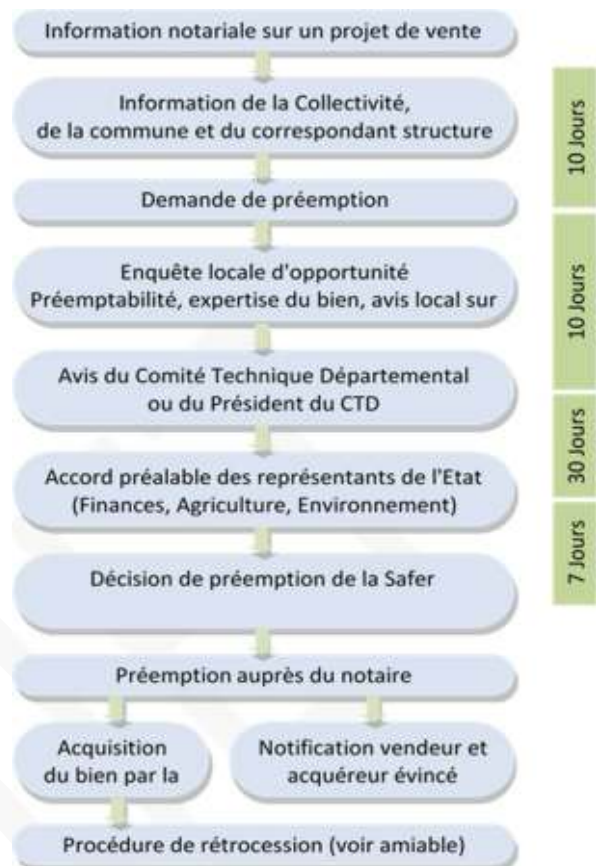 Information notariale sur un projet de vente
Information de la Collectivité,
de la commune et du correspondant structure
10 Jours
Demande de préemption
Enquête locale d'opportunité
Préemptabilité, expertise du bien, avis local sur
10 Jours
Avis du Comité Technique Départemental
ou du Président du CTD
30 Jours
Accord préalable des représentants de l'Etat
(Finances, Agriculture, Environnement)
7 Jours
Décision de préemption de la Safer
Préemption auprès du notaire
Acquisition
du bien par la
Notification vendeur et
acquéreur évincé
Procédure de rétrocession (voir amiable)